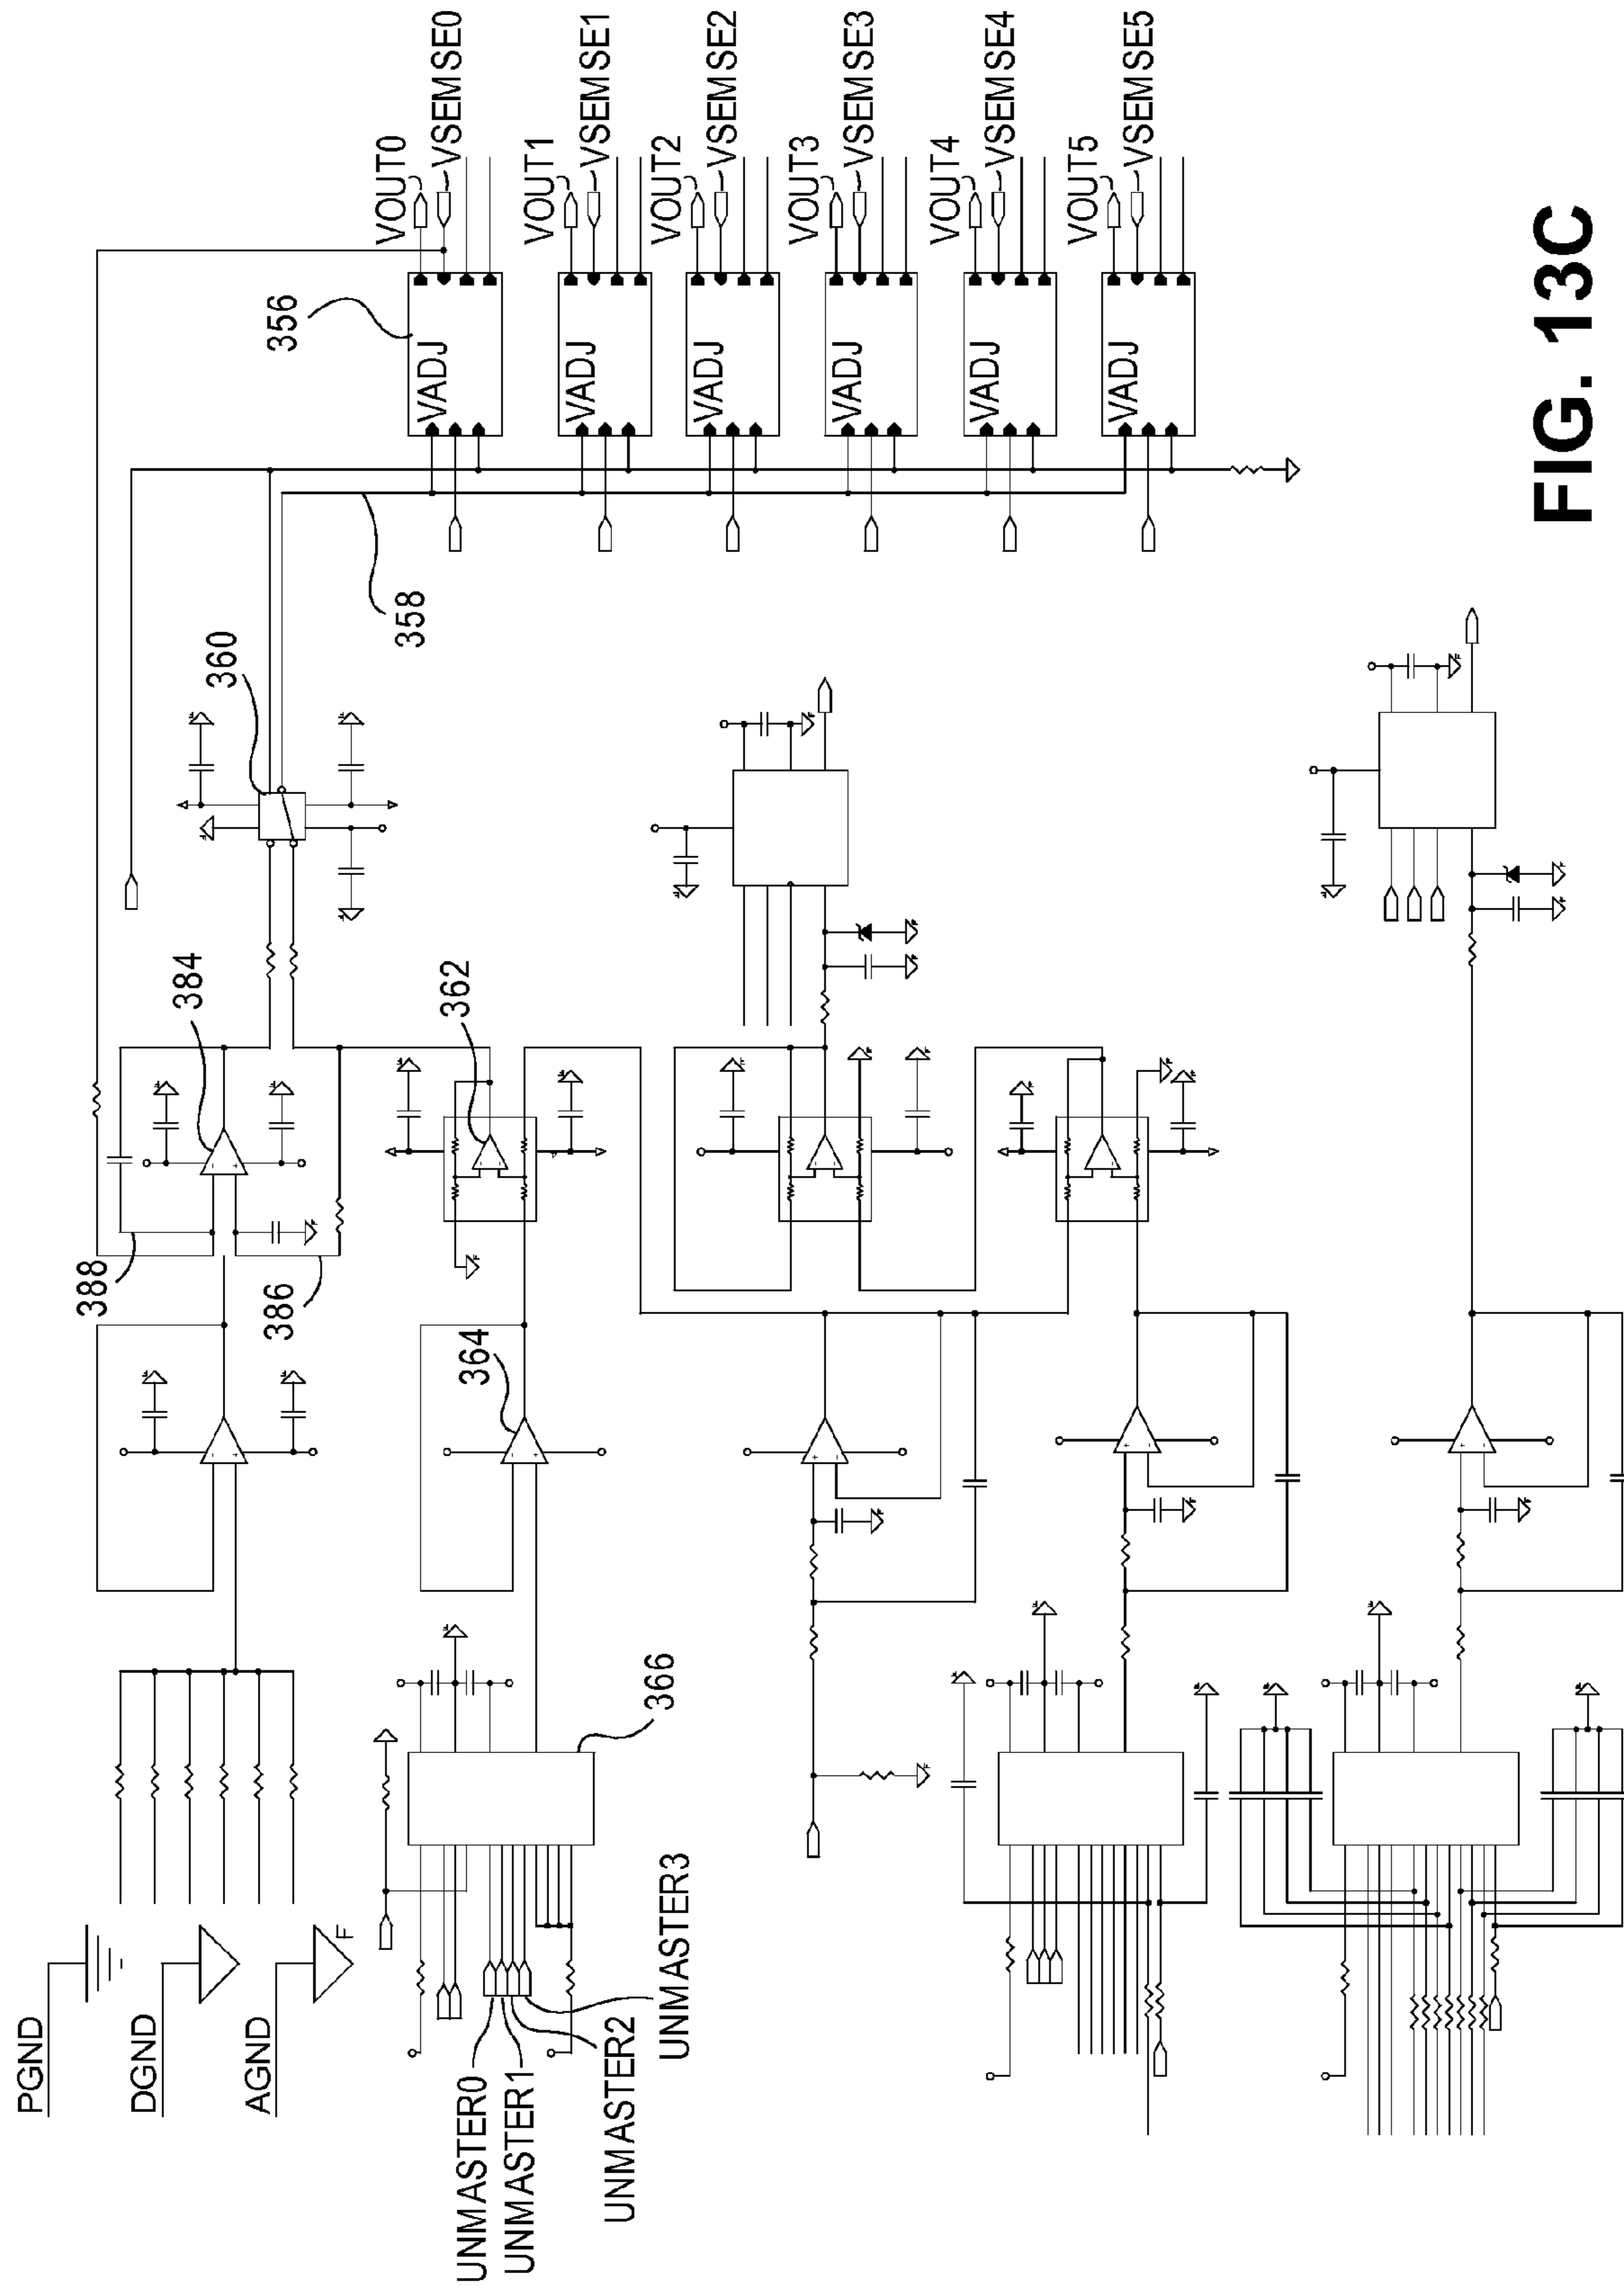 PGND
DGND
AGND
F
388
386
384
360
358
356
VADJ
VOUT0
VSEMSE0
VADJ
VOUT1
VSEMSE1
VADJ
VOUT2
VSEMSE2
VADJ
VOUT3
VSEMSE3
VADJ
VOUT4
VSEMSE4
VADJ
VOUT5
VSEMSE5
362
364
366
UNMASTER0
UNMASTER1
UNMASTER2
UNMASTER3
FIG. 13C